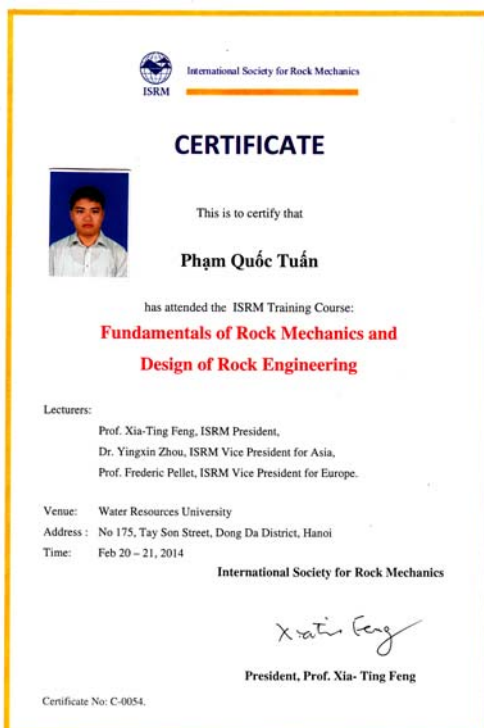 International Society for Rock Mechanics
ISRM
CERTIFICATE
This is to certify that
Phạm Quốc Tuấn
has attended the ISRM Training Course:
Fundamentals of Rock Mechanics and
Design of Rock Engineering
Lecturers:
Prof. Xia-Ting Feng, ISRM President,
Dr. Yingxin Zhou, ISRM Vice President for Asia,
Prof. Frederic Pellet, ISRM Vice President for Europe.
Venue: Water Resources University
Address : No 175, Tay Son Street, Dong Da District, Hanoi
Time: Feb 20 – 21, 2014
International Society for Rock Mechanics
Xiating Feng
President, Prof. Xia- Ting Feng
Certificate No: C-0054.